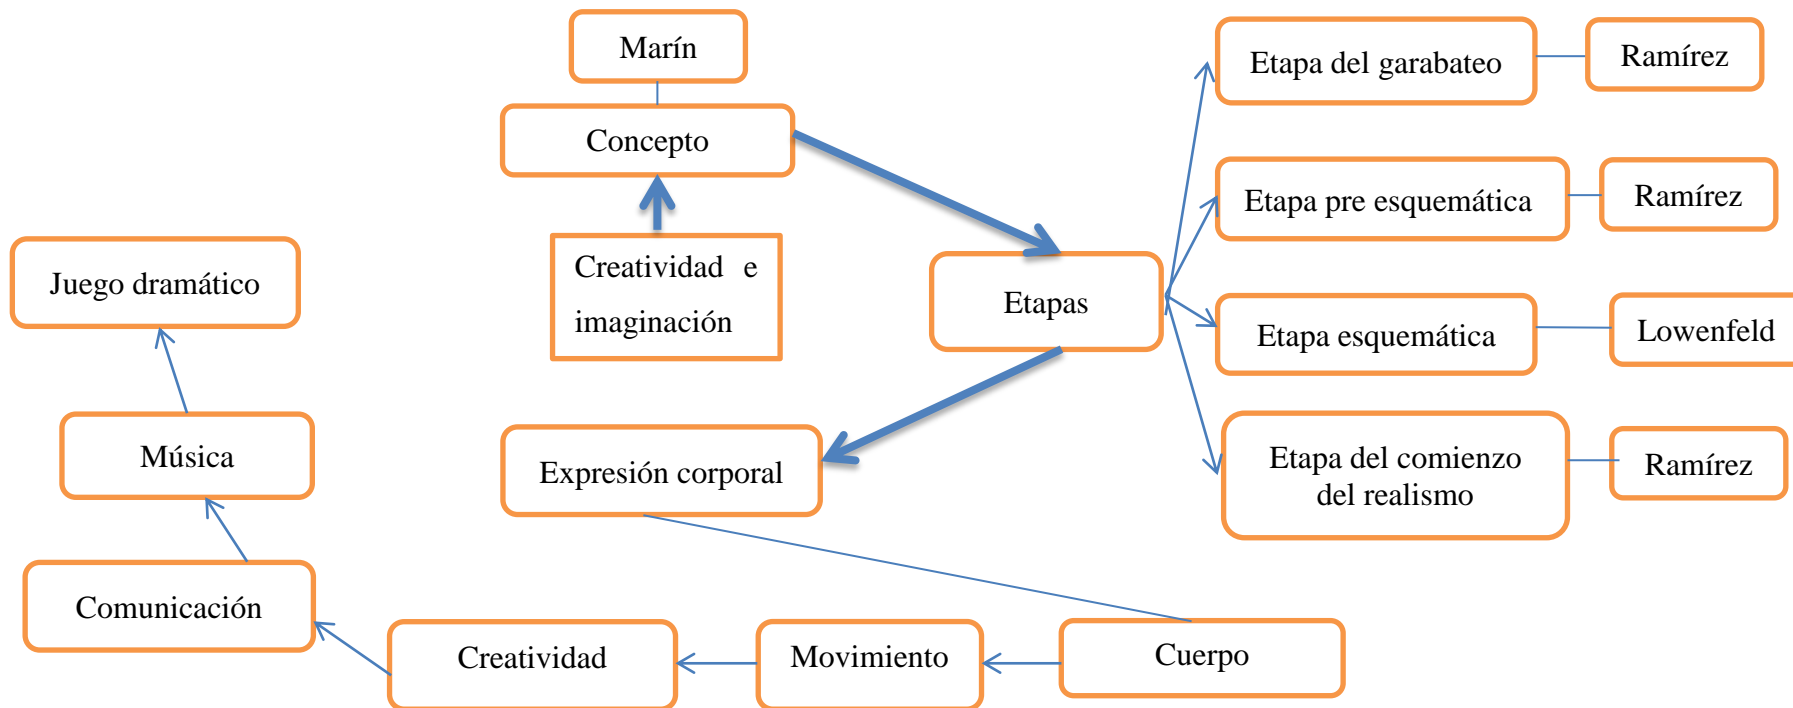 Marín
Concepto
Creatividad e
imaginación
Etapas
Etapa del garabateo
Ramírez
Etapa pre esquemática
Ramírez
Etapa esquemática
Lowenfeld
Etapa del comienzo
del realismo
Ramírez
Expresión corporal
Cuerpo
Movimiento
Creatividad
Comunicación
Música
Juego dramático